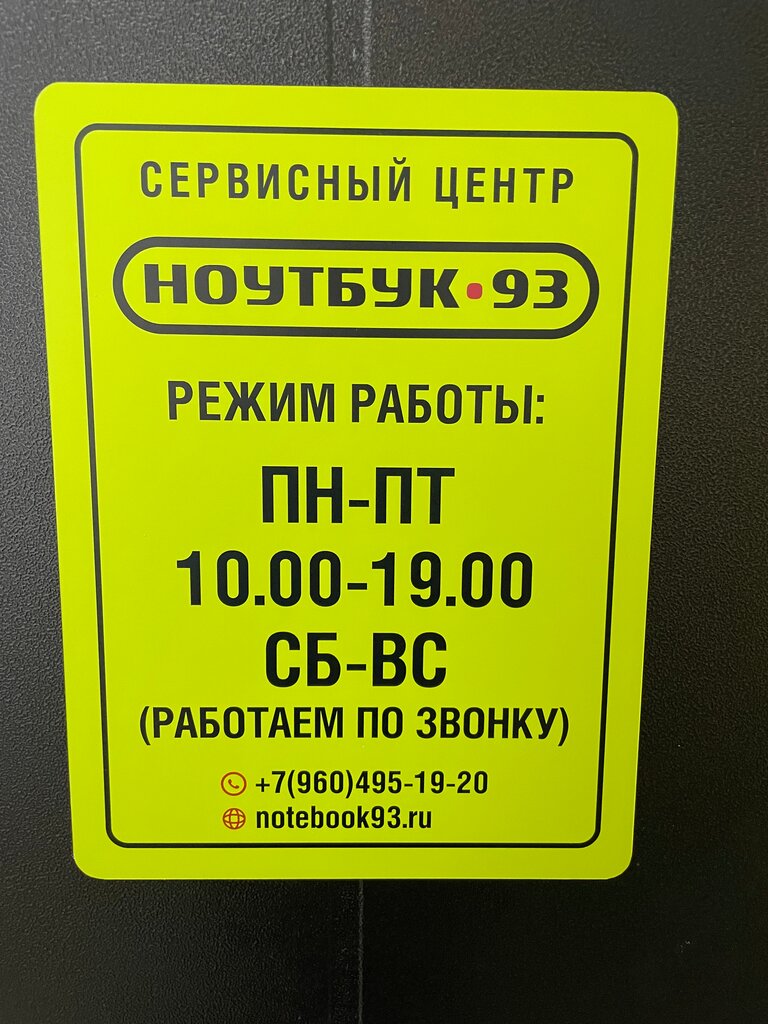 СЕРВИСНЫЙ ЦЕНТР
НОУТБУК·93
РЕЖИМ РАБОТЫ:
ПН-ПТ
10.00-19.00
СБ-ВС
(РАБОТАЕМ ПО ЗВОНКУ)
+7(960)495-19-20
notebook93.ru